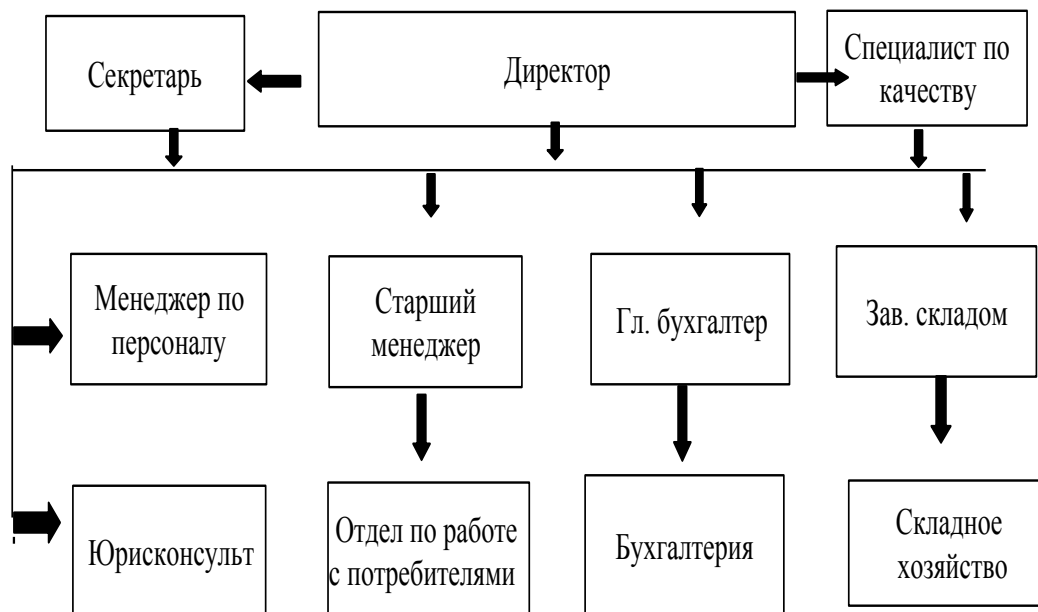 Секретарь
Директор
Специалист по
качеству
Менеджер по
персоналу
Старший
менеджер
Гл. бухгалтер
Зав. складом
Юрисконсульт
Отдел по работе
с потребителями
Бухгалтерия
Складное
хозяйство